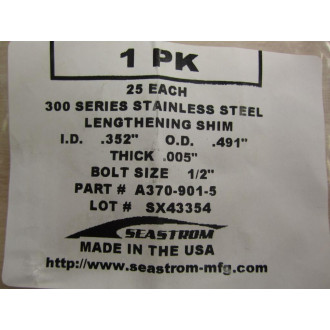 1 PK
25 EACH
300 SERIES STAINLESS STEEL
LENGTHENING SHIM
I.D. .352" O.D. .491"
THICK .005"
BOLT SIZE 1/2"
PART # A370-901-5
LOT # SX43354
SEASTROM
MADE IN THE USA
http://www.seastrom-mfg.com